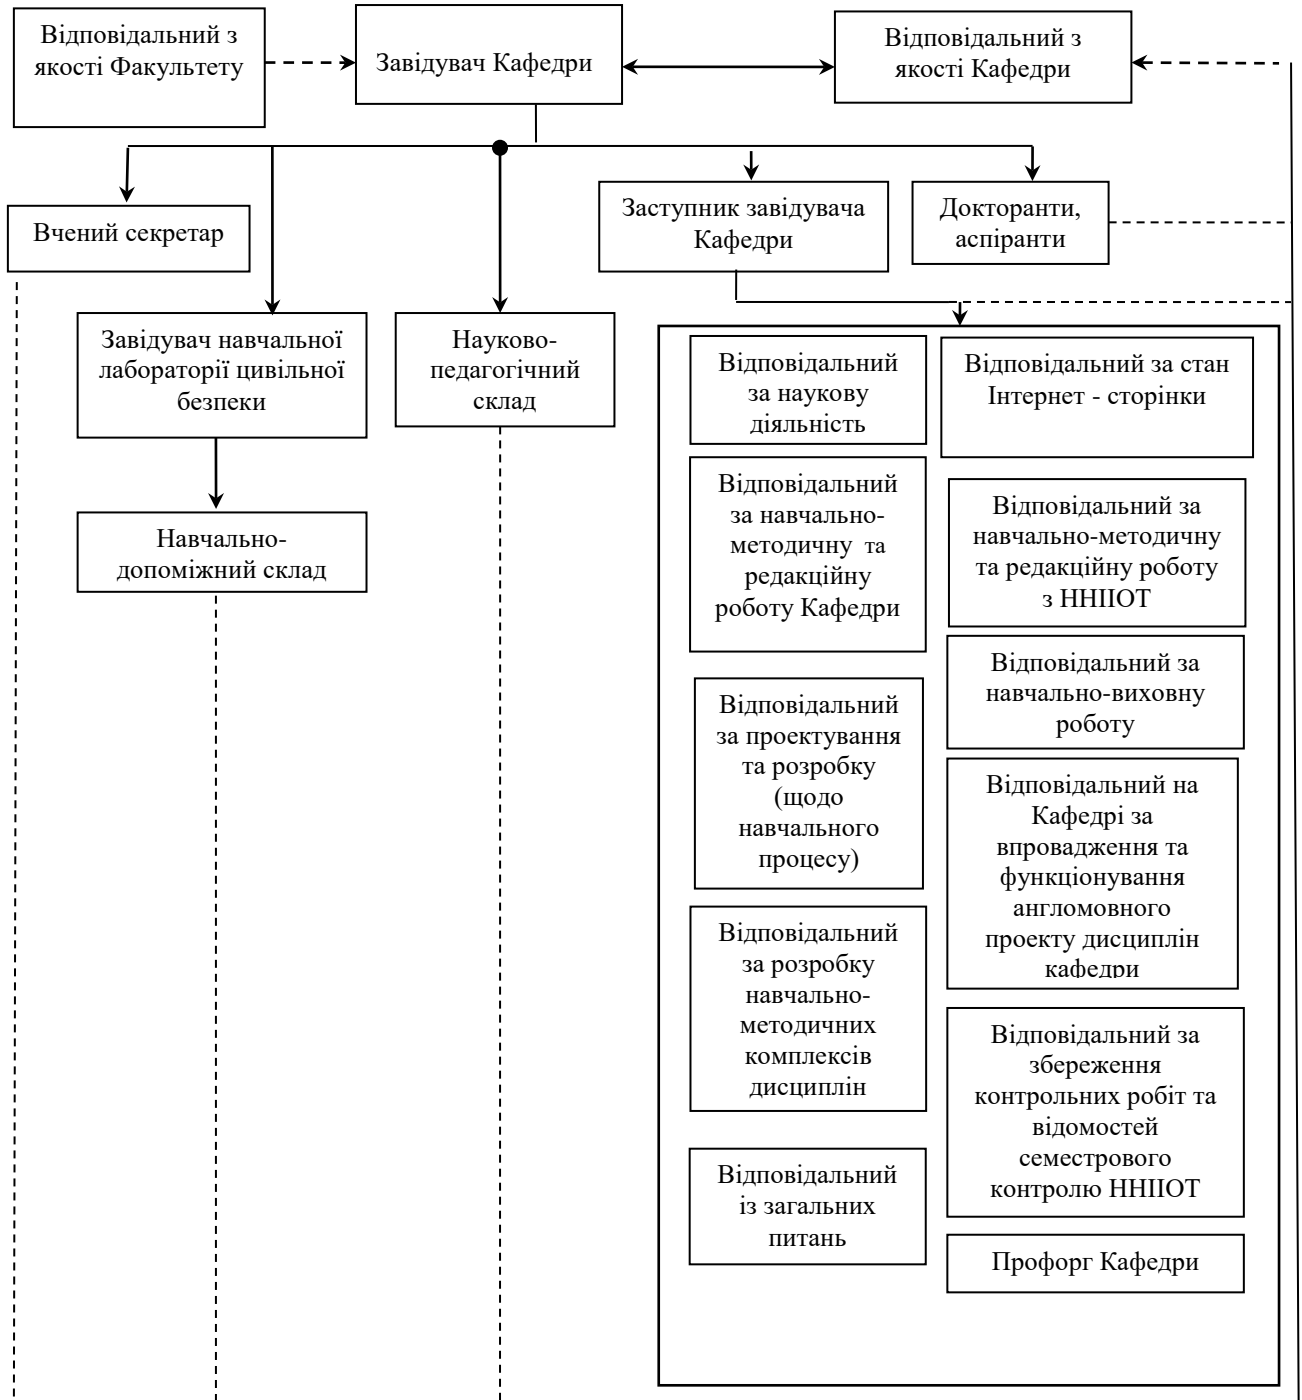 Відповідальний з
якості Факультету
Завідувач Кафедри
Відповідальний з
якості Кафедри
Вчений секретар
Заступник завідувача
Кафедри
Докторанти,
аспіранти
Завідувач навчальної
лабораторії цивільної
безпеки
Науково-
педагогічний
склад
Навчально-
допоміжний склад
Відповідальний
за наукову
діяльність
Відповідальний за стан
Інтернет - сторінки
Відповідальний
за навчально-
методичну та
редакційну
роботу Кафедри
Відповідальний за
навчально-методичну
та редакційну роботу
з ННІІОТ
Відповідальний за
навчально-виховну
роботу
Відповідальний
за проектування
та розробку
(щодо
навчального
процесу)
Відповідальний на
Кафедрі за
впровадження та
функціонування
англомовного
проекту дисциплін
кафедри
Відповідальний
за розробку
навчально-
методичних
комплексів
дисциплін
Відповідальний за
збереження
контрольних робіт та
відомостей
семестрового
контролю ННІІОТ
Відповідальний
із загальних
питань
Профорг Кафедри